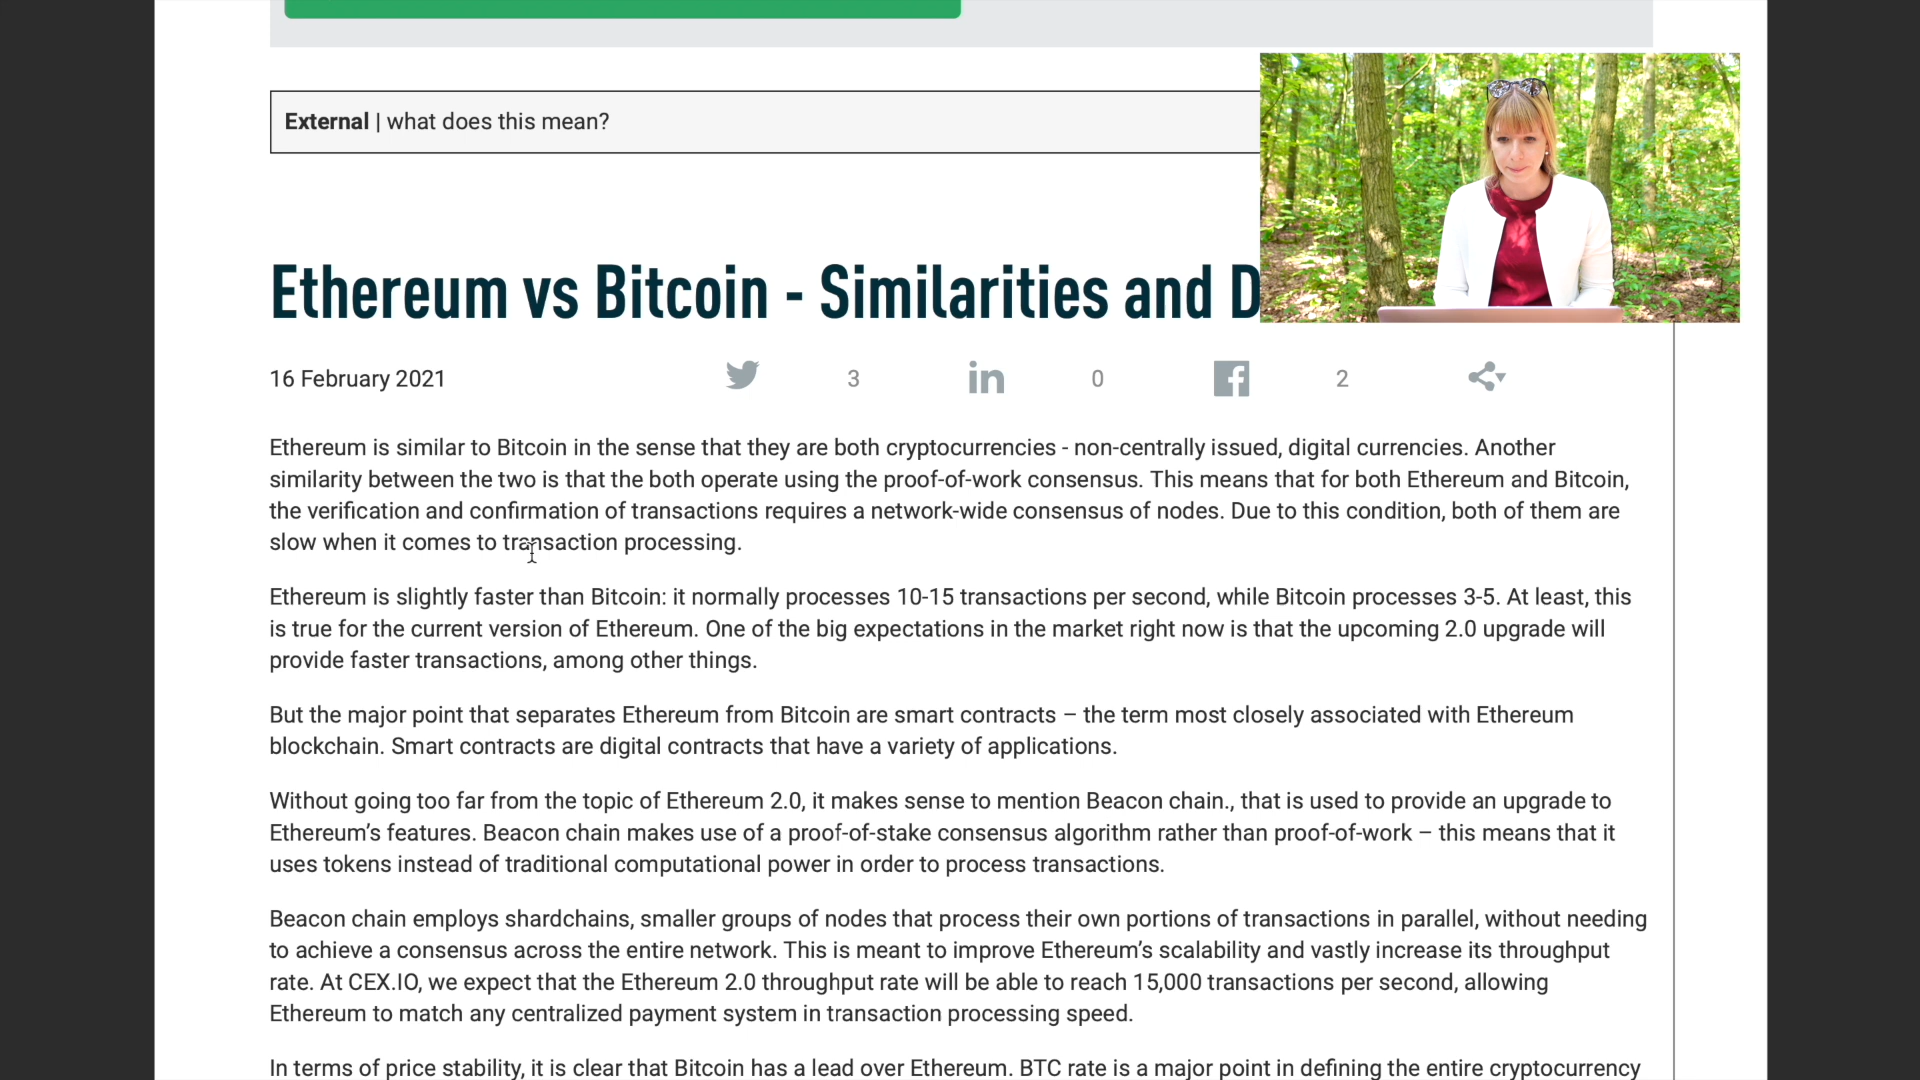 External | what does this mean?
Ethereum vs Bitcoin - Similarities and D
16 February 2021 3 0 2
Ethereum is similar to Bitcoin in the sense that they are both cryptocurrencies - non-centrally issued, digital currencies. Another
similarity between the two is that the both operate using the proof-of-work consensus. This means that for both Ethereum and Bitcoin,
the verification and confirmation of transactions requires a network-wide consensus of nodes. Due to this condition, both of them are
slow when it comes to transaction processing.
Ethereum is slightly faster than Bitcoin: it normally processes 10-15 transactions per second, while Bitcoin processes 3-5. At least, this
is true for the current version of Ethereum. One of the big expectations in the market right now is that the upcoming 2.0 upgrade will
provide faster transactions, among other things.
But the major point that separates Ethereum from Bitcoin are smart contracts – the term most closely associated with Ethereum
blockchain. Smart contracts are digital contracts that have a variety of applications.
Without going too far from the topic of Ethereum 2.0, it makes sense to mention Beacon chain., that is used to provide an upgrade to
Ethereum’s features. Beacon chain makes use of a proof-of-stake consensus algorithm rather than proof-of-work – this means that it
uses tokens instead of traditional computational power in order to process transactions.
Beacon chain employs shardchains, smaller groups of nodes that process their own portions of transactions in parallel, without needing
to achieve a consensus across the entire network. This is meant to improve Ethereum’s scalability and vastly increase its throughput
rate. At CEX.IO, we expect that the Ethereum 2.0 throughput rate will be able to reach 15,000 transactions per second, allowing
Ethereum to match any centralized payment system in transaction processing speed.
In terms of price stability, it is clear that Bitcoin has a lead over Ethereum. BTC rate is a major point in defining the entire cryptocurrency